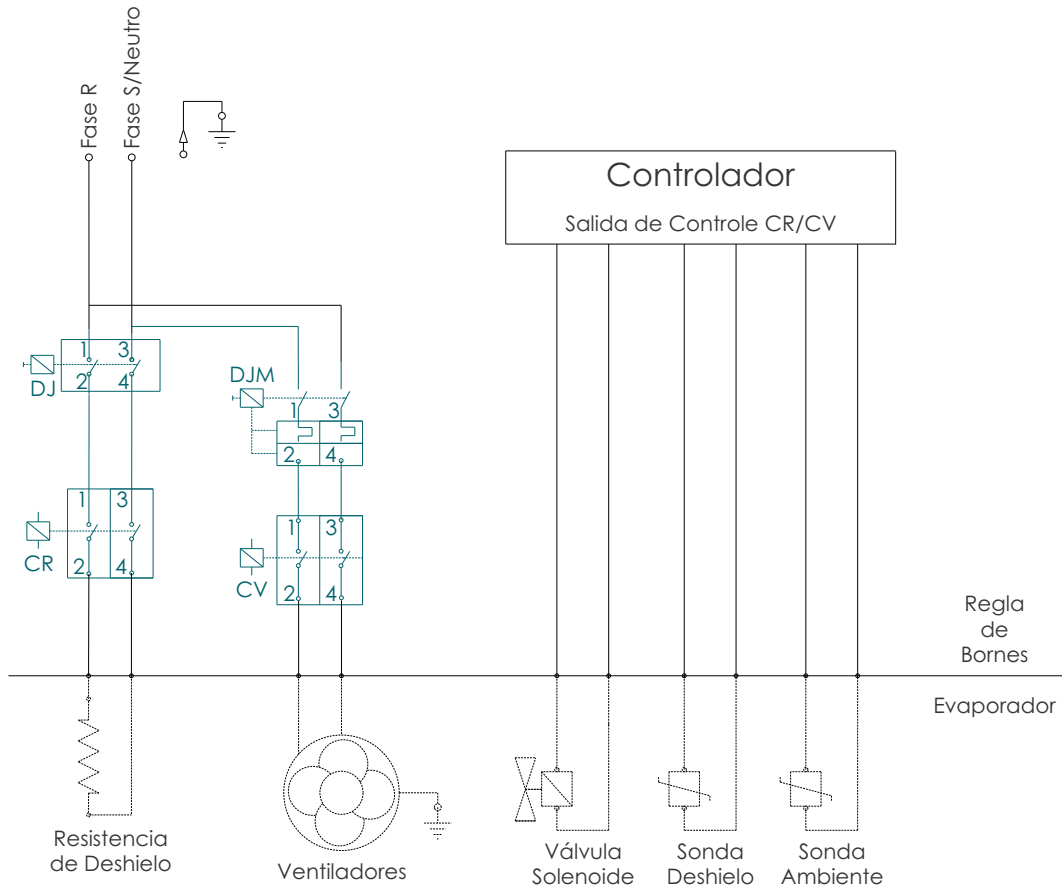 Fase R
Fase S/Neutro
Controlador
Salida de Controle CR/CV
1 3
DJ
2 4
DJM
1 3
2 4
1 3
CR
2 4
1 3
CV
2 4
Regla
de
Bornes
Evaporador
Resistencia
de Deshielo
Ventiladores
Válvula
Solenoide
Sonda
Deshielo
Sonda
Ambiente